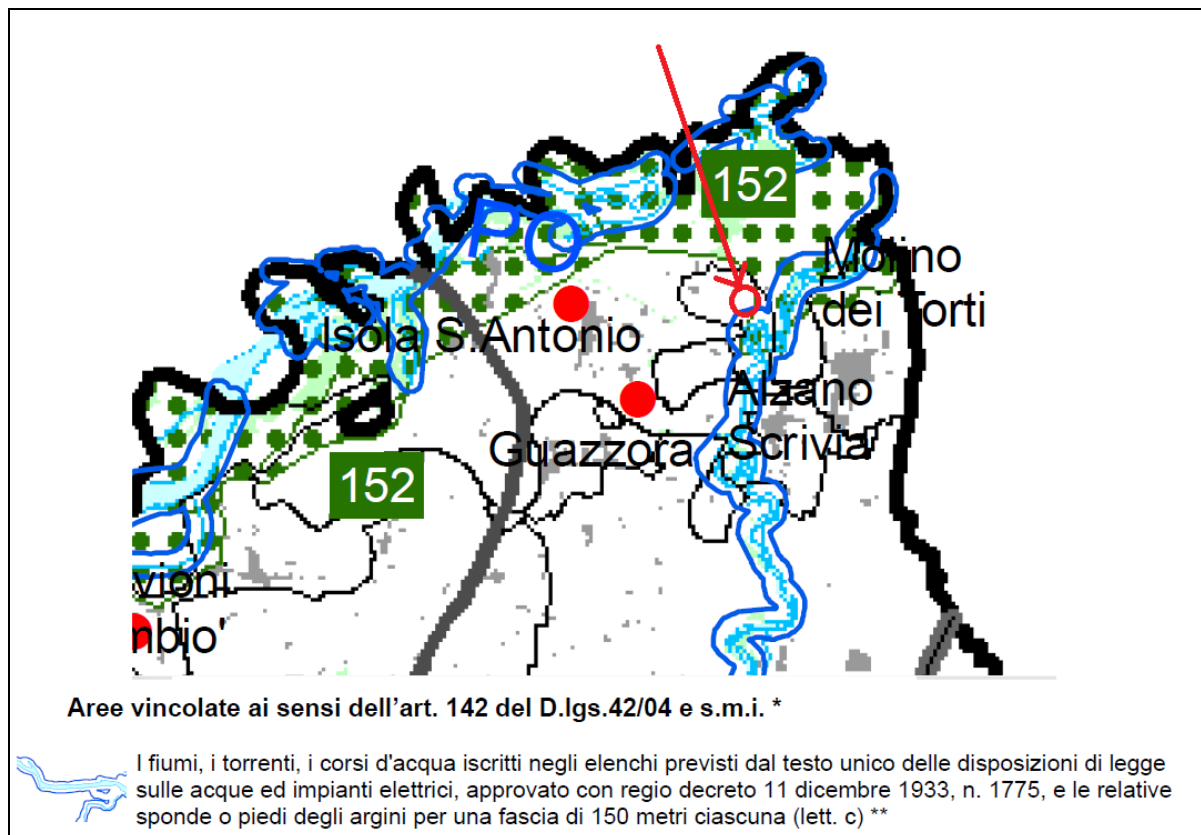 152
PO
Molino
dei Torti
Isola S.Antonio
Alzano
Scrivia
Guazzora
152
vioni
mbio'
Aree vincolate ai sensi dell'art. 142 del D.lgs.42/04 e s.m.i. *
I fiumi, i torrenti, i corsi d'acqua iscritti negli elenchi previsti dal testo unico delle disposizioni di legge
sulle acque ed impianti elettrici, approvato con regio decreto 11 dicembre 1933, n. 1775, e le relative
sponde o piedi degli argini per una fascia di 150 metri ciascuna (lett. c) **